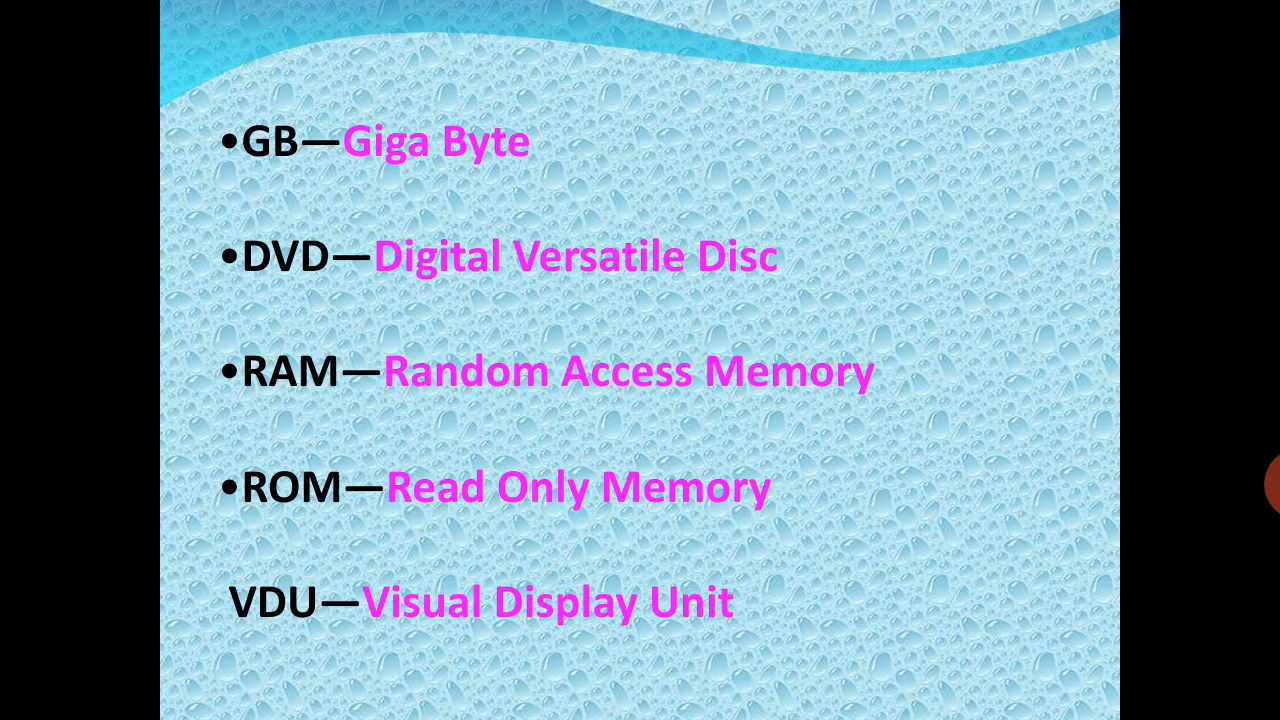 •GB—Giga Byte
•DVD—Digital Versatile Disc
•RAM—Random Access Memory
•ROM—Read Only Memory
VDU—Visual Display Unit